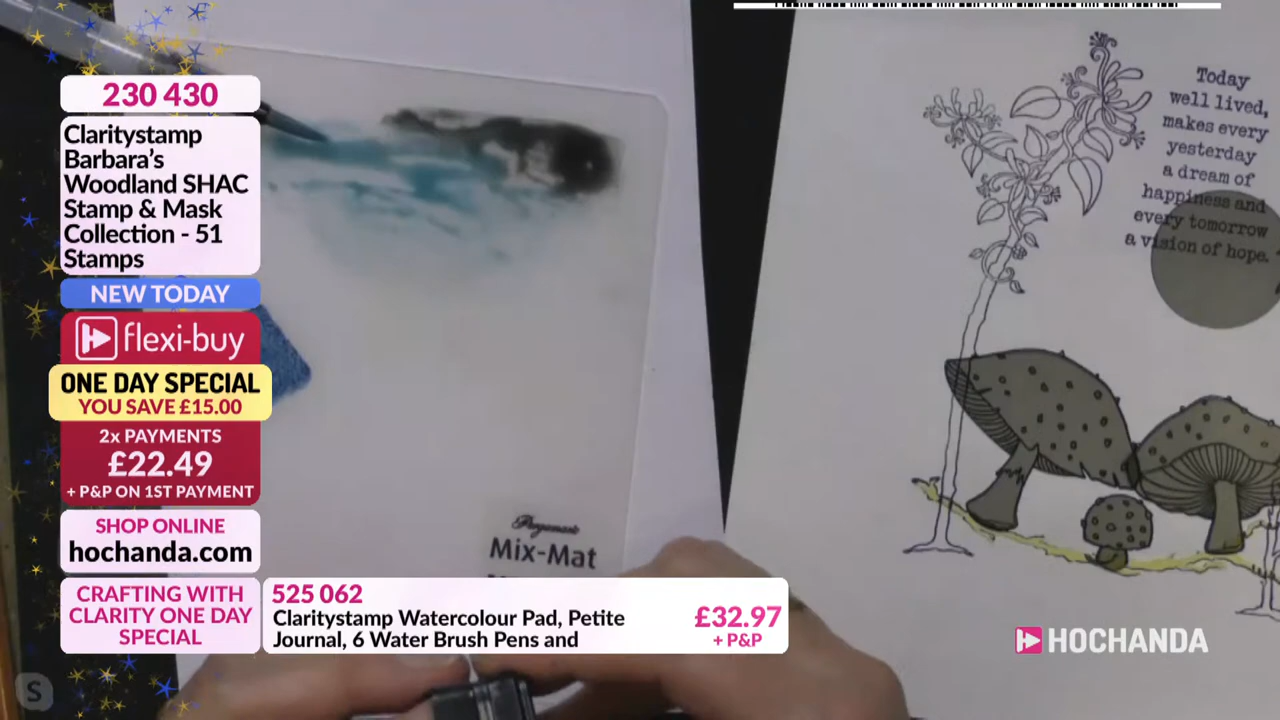 230 430
Claritystamp
Barbara's
Woodland SHAC
Stamp & Mask
Collection - 51
Stamps
NEW TODAY
flexi-buy
ONE DAY SPECIAL
YOU SAVE £15.00
2x PAYMENTS
£22.49
+ P&P ON 1ST PAYMENT
SHOP ONLINE
hochanda.com
CRAFTING WITH
CLARITY ONE DAY
SPECIAL
525 062
Claritystamp Watercolour Pad, Petite
Journal, 6 Water Brush Pens and
£32.97
+ P&P
Mix-Mat
Today
well lived,
makes every
yesterday
a dream of
happiness and
every tomorrow
a vision of hope.
HOCHANDA
S